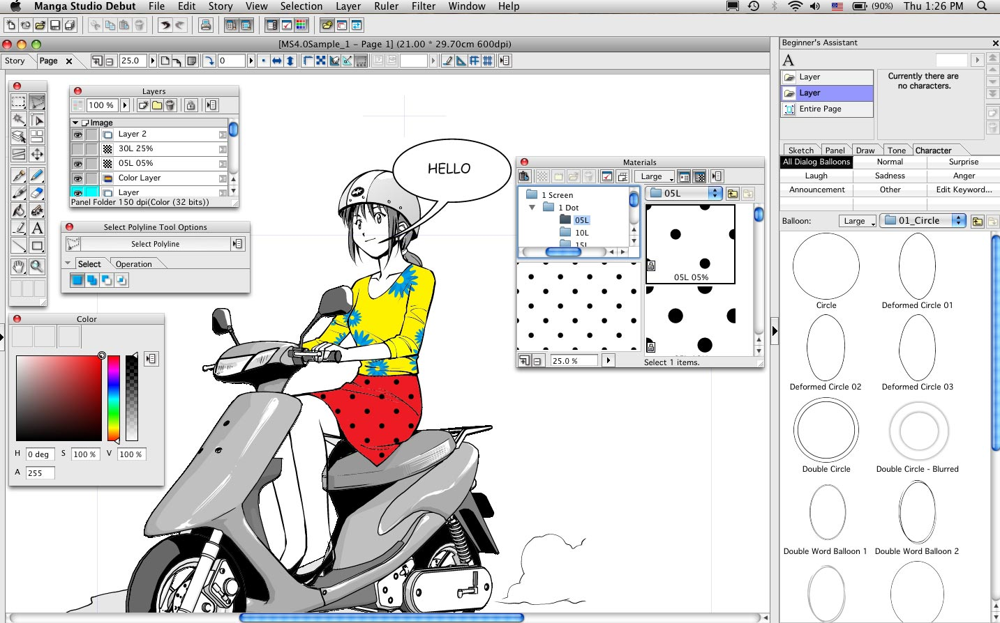 Manga Studio Debut File Edit Story View Selection Layer Ruler Filter Window Help (90%) Thu 1:26 PM
[MS4.0Sample_1 - Page 1] (21.00 * 29.70cm 600dpi)
Story Page 25.0 0
Layers
100 %
Image
Layer 2
30L 25%
05L 05%
Color Layer
Layer
Panel Folder 150 dpi(Color (32 bits))
Select Polyline Tool Options
Select Polyline
Select Operation
A
Color
H 0 deg S 100 % V 100 %
A 255
HELLO
Materials
Large
1 Screen
1 Dot
05L
10L
15L
25.0 %
05L
05L 05%
Select 1 items.
Beginner's Assistant
A
Layer
Layer
Entire Page
Currently there are
no characters.
Sketch Panel Draw Tone Character
All Dialog Balloons Normal Surprise
Laugh Sadness Anger
Announcement Other Edit Keyword...
Balloon: Large 01_Circle
Circle Deformed Circle 01
Deformed Circle 02 Deformed Circle 03
Double Circle Double Circle - Blurred
Double Word Balloon 1 Double Word Balloon 2